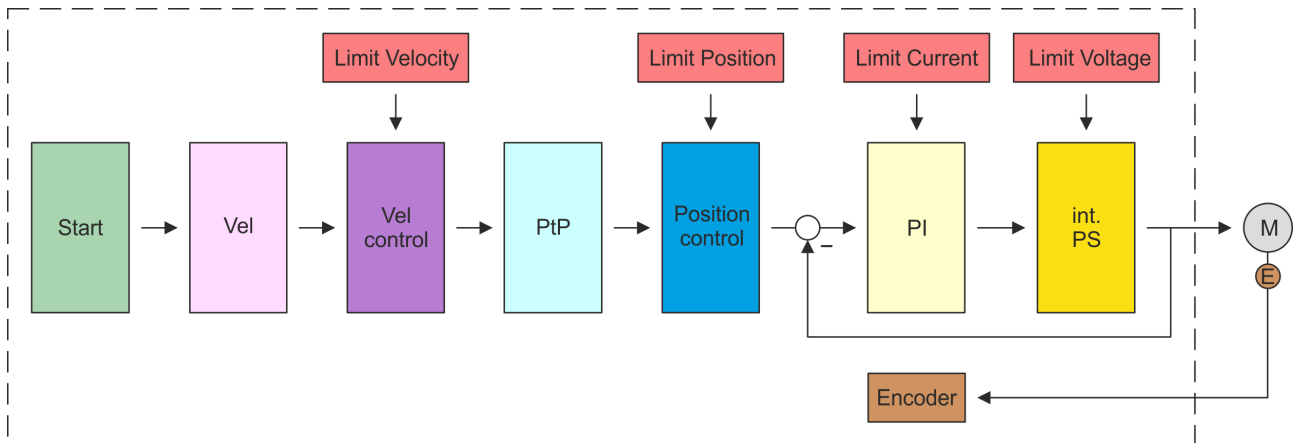 Limit Velocity
Limit Position
Limit Current
Limit Voltage
Start
Vel
Vel
control
PtP
Position
control
–
PI
int.
PS
M
E
Encoder